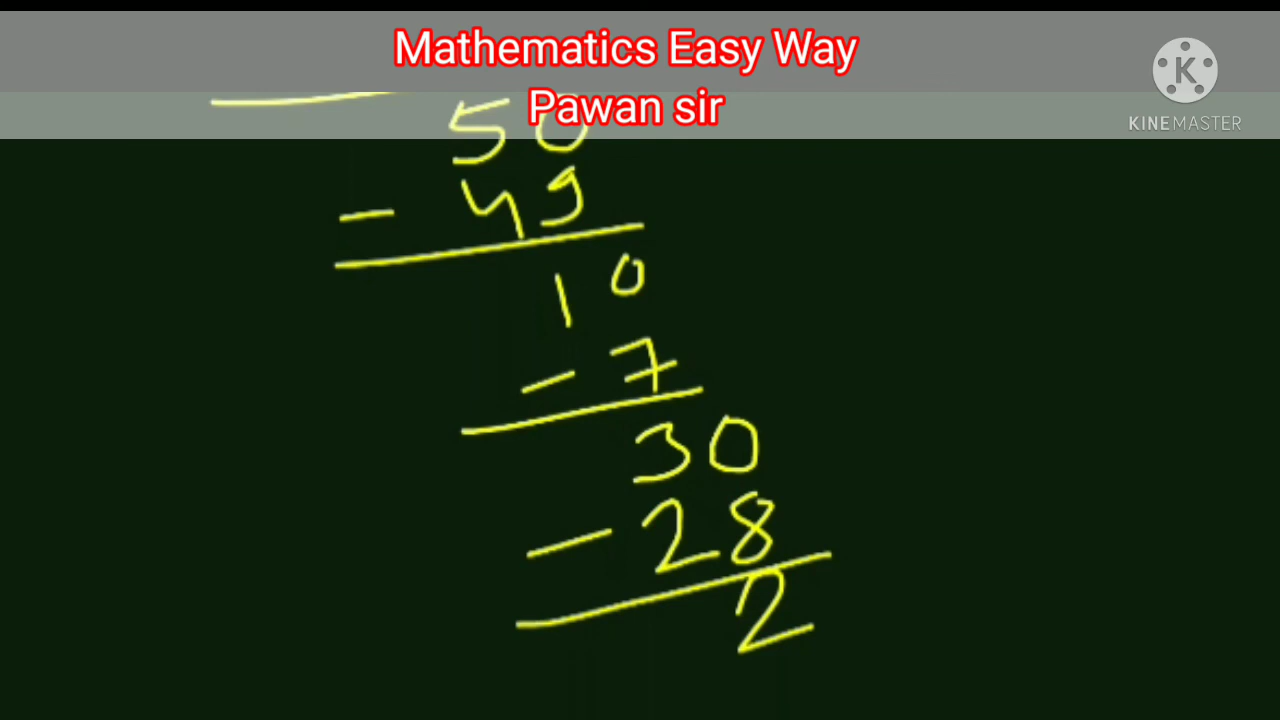 Mathematics Easy Way
Pawan sir
K
KINEMASTER
50
- 49
10
- 7
30
- 28
2